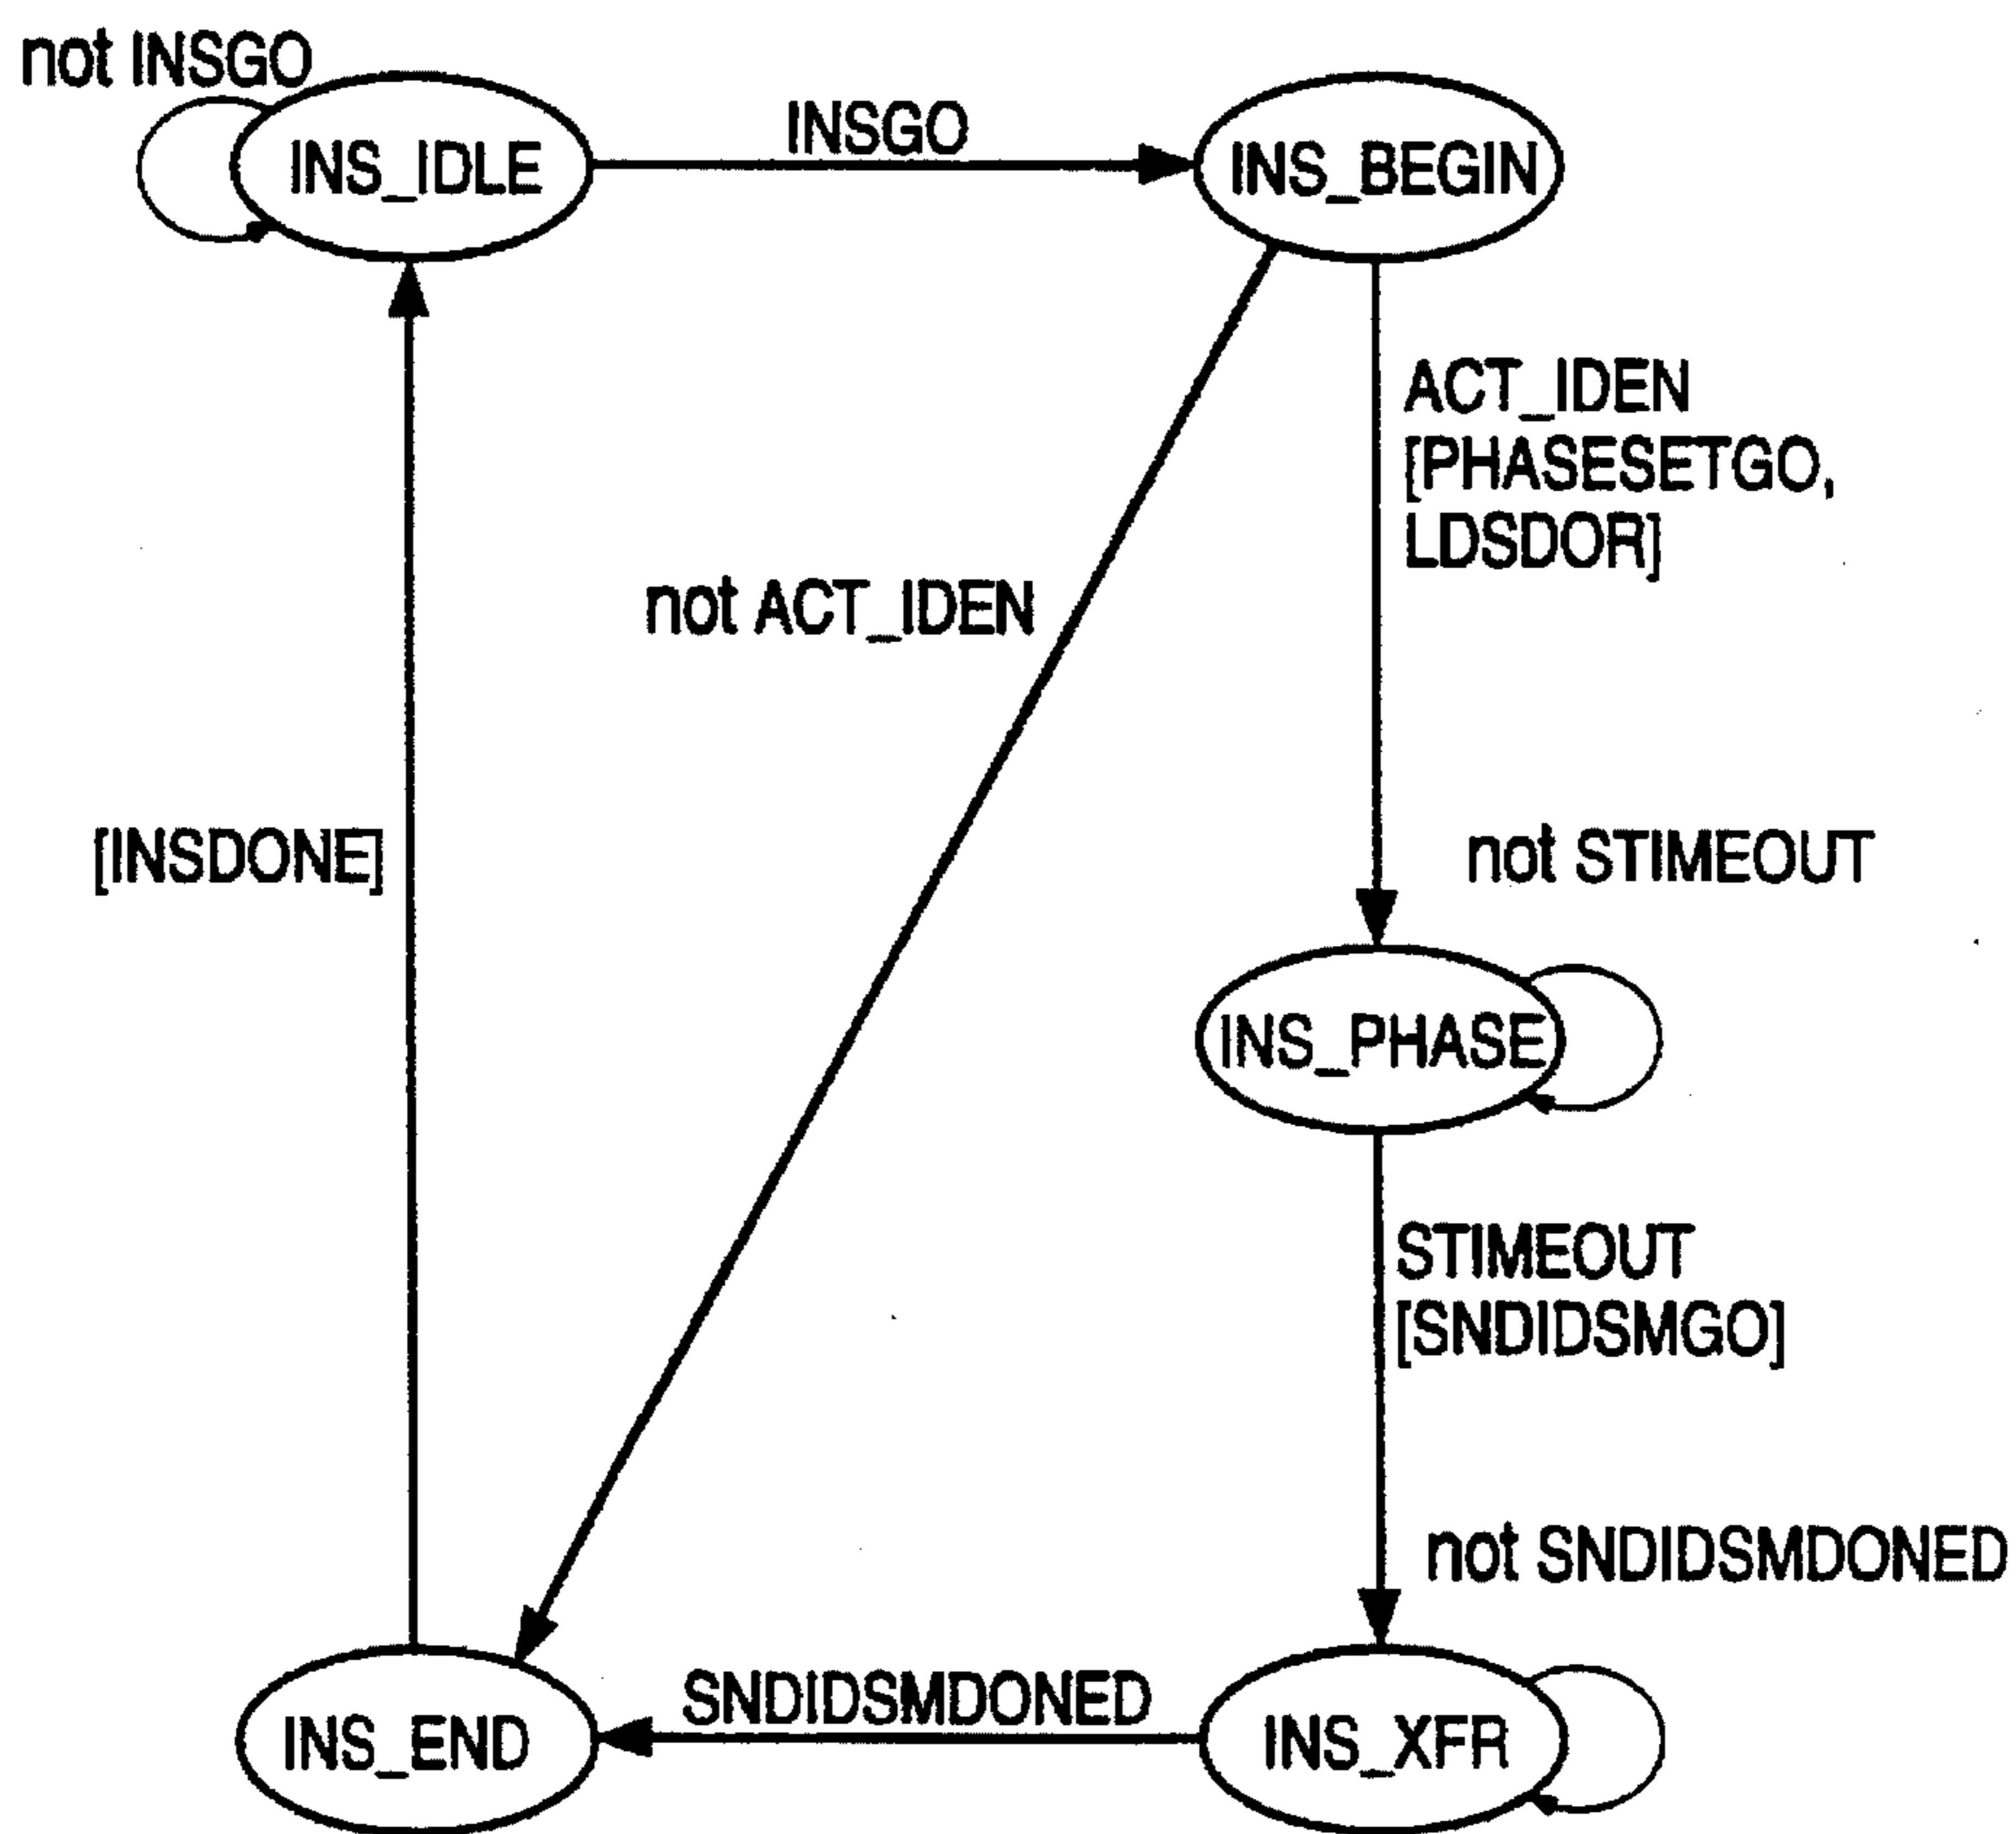 not INSGO
INS_IDLE
INSGO
INS_BEGIN
ACT_IDEN
[PHASESETGO,
LDSDOR]
not ACT_IDEN
[INSDONE]
not STIMEOUT
INS_PHASE
STIMEOUT
[SNDIDSMGO]
not SNDIDSMDONED
INS_END
SNDIDSMDONED
INS_XFR